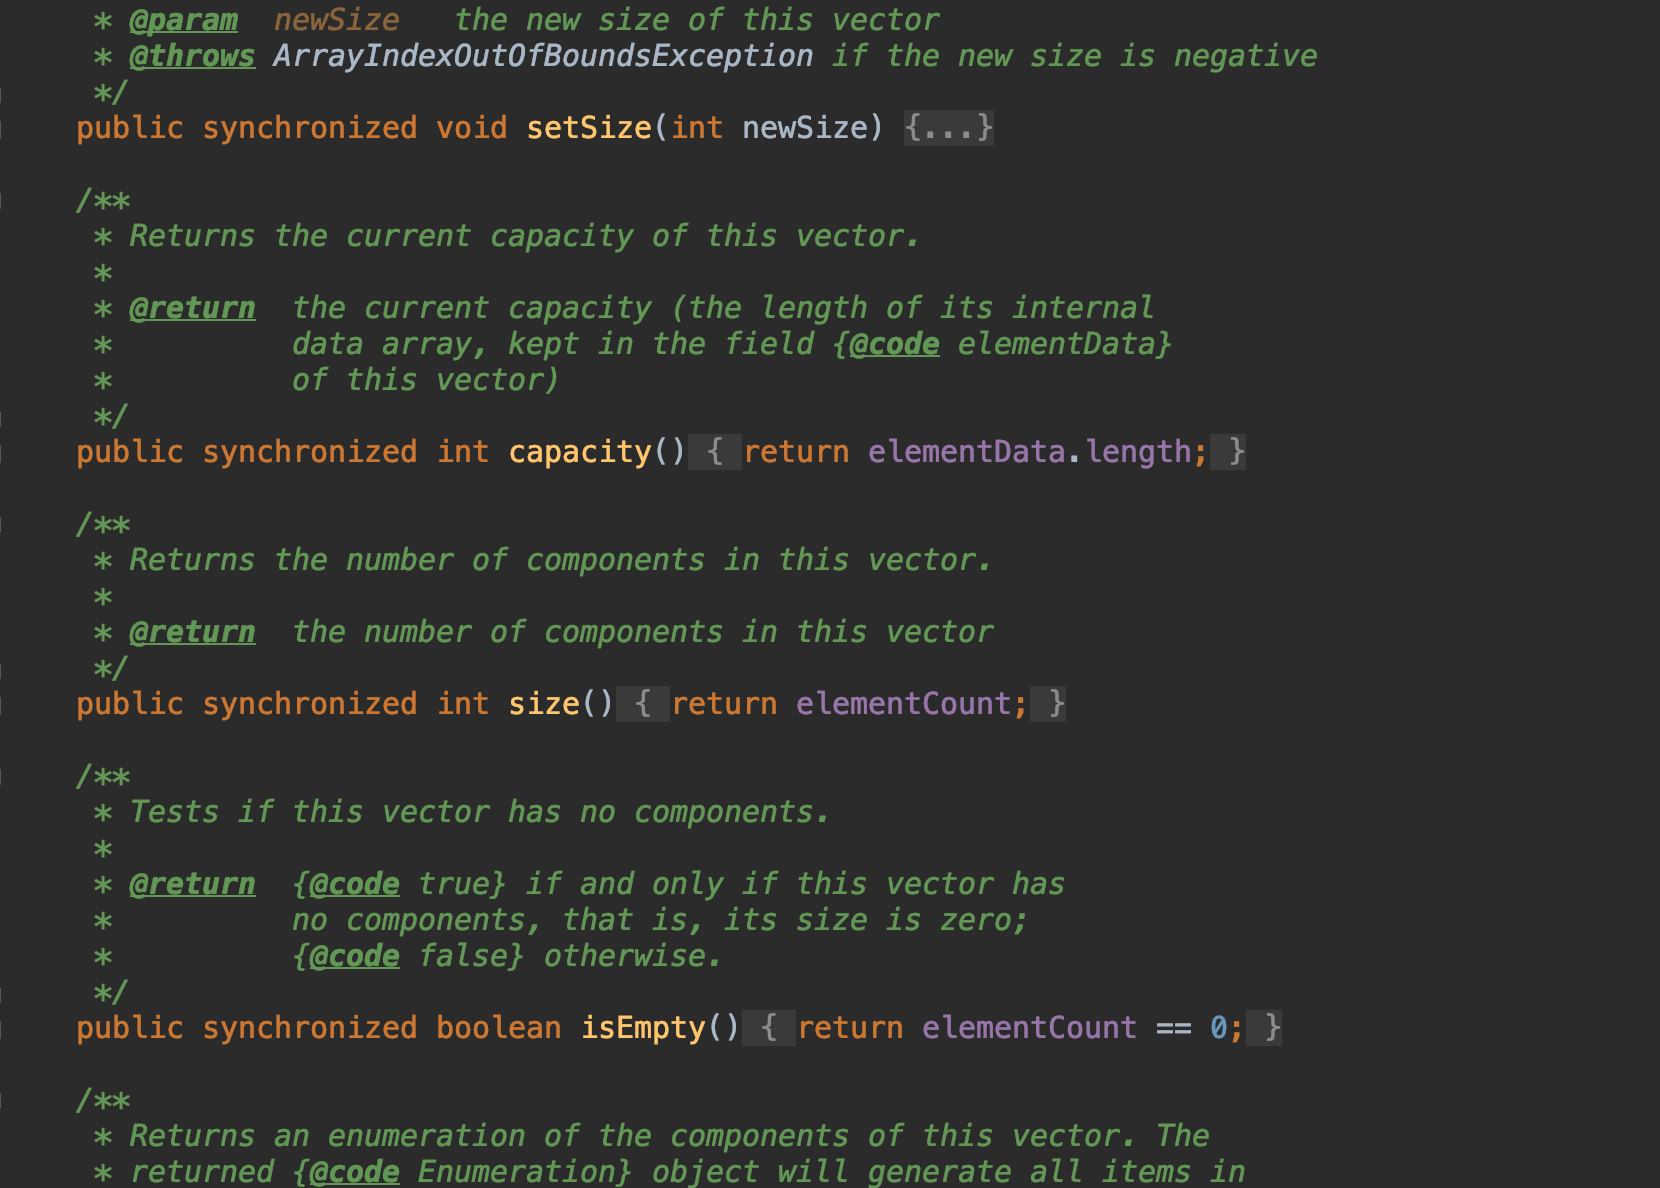 * @param  newSize   the new size of this vector
* @throws ArrayIndexOutOfBoundsException if the new size is negative
*/
public synchronized void setSize(int newSize) {...}
/**
* Returns the current capacity of this vector.
*
* @return  the current capacity (the length of its internal
*          data array, kept in the field {@code elementData}
*          of this vector)
*/
public synchronized int capacity() { return elementData.length; }
/**
* Returns the number of components in this vector.
*
* @return  the number of components in this vector
*/
public synchronized int size() { return elementCount; }
/**
* Tests if this vector has no components.
*
* @return  {@code true} if and only if this vector has
*          no components, that is, its size is zero;
*          {@code false} otherwise.
*/
public synchronized boolean isEmpty() { return elementCount == 0; }
/**
* Returns an enumeration of the components of this vector. The
* returned {@code Enumeration} object will generate all items in